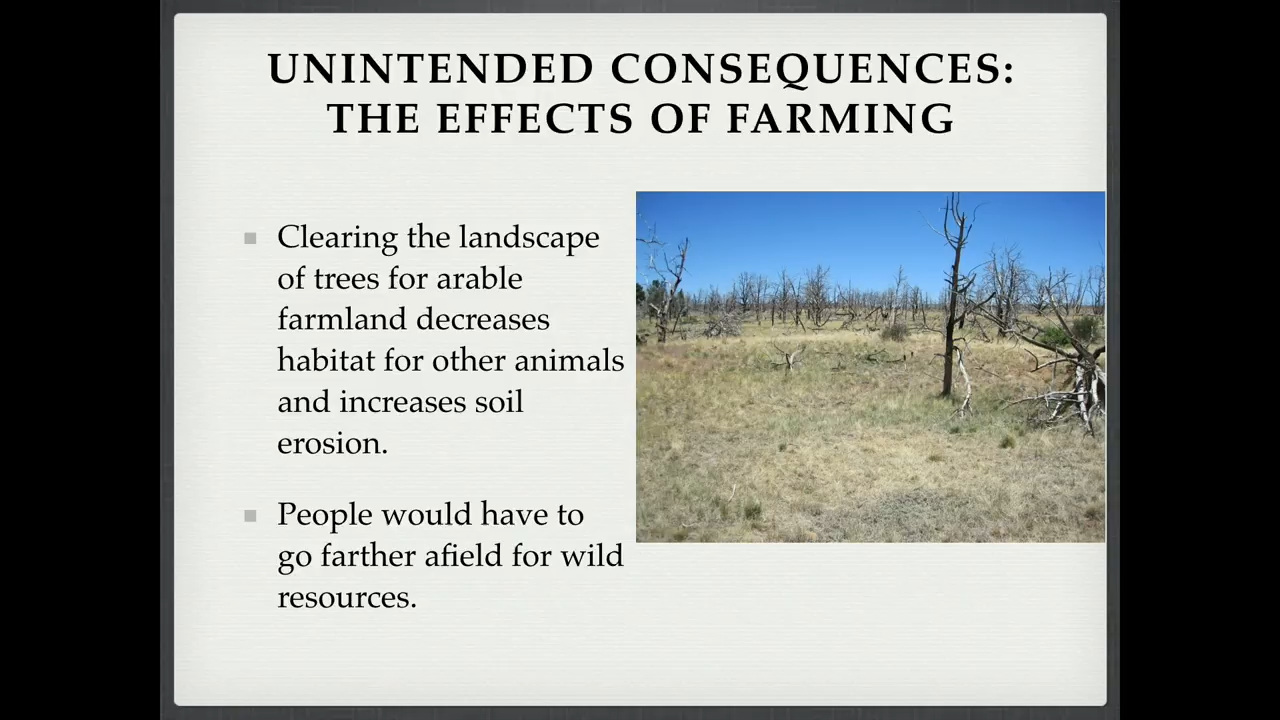 UNINTENDED CONSEQUENCES:
THE EFFECTS OF FARMING
Clearing the landscape
of trees for arable
farmland decreases
habitat for other animals
and increases soil
erosion.
People would have to
go farther afield for wild
resources.